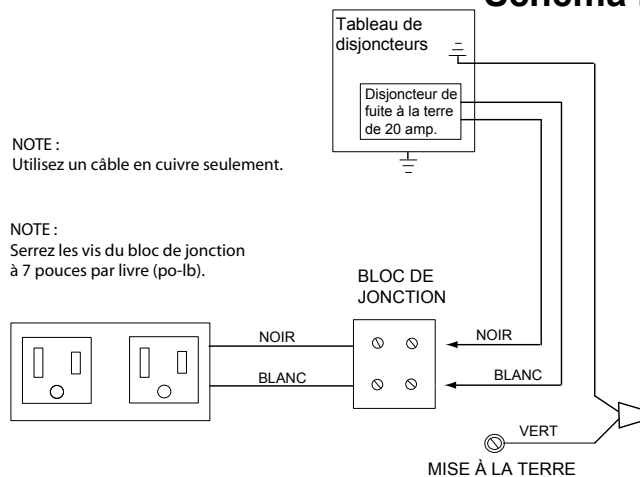 Tableau de
disjoncteurs
Disjoncteur de
fuite à la terre
de 20 amp.
NOTE :
Utilisez un câble en cuivre seulement.
NOTE :
Serrez les vis du bloc de jonction
à 7 pouces par livre (po-lb).
BLOC DE
JONCTION
NOIR
NOIR
BLANC
BLANC
VERT
MISE À LA TERRE